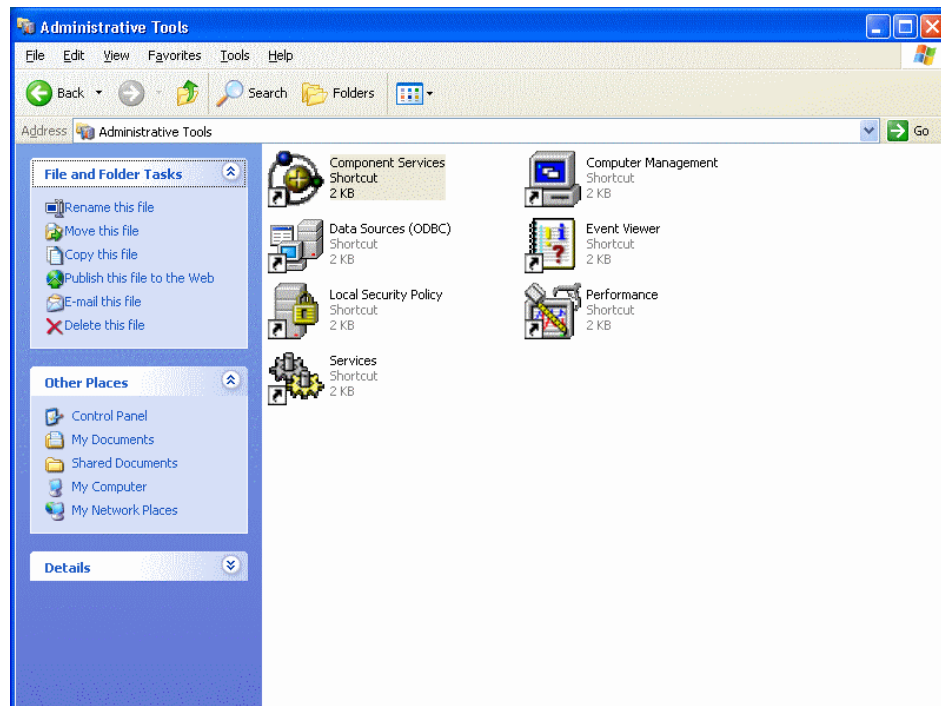 Administrative Tools
File Edit View Favorites Tools Help
Back Search Folders
Address Administrative Tools Go
File and Folder Tasks
Rename this file
Move this file
Copy this file
Publish this file to the Web
E-mail this file
Delete this file
Other Places
Control Panel
My Documents
Shared Documents
My Computer
My Network Places
Details
Component Services
Shortcut
2 KB
Computer Management
Shortcut
2 KB
Data Sources (ODBC)
Shortcut
2 KB
Event Viewer
Shortcut
2 KB
Local Security Policy
Shortcut
2 KB
Performance
Shortcut
2 KB
Services
Shortcut
2 KB